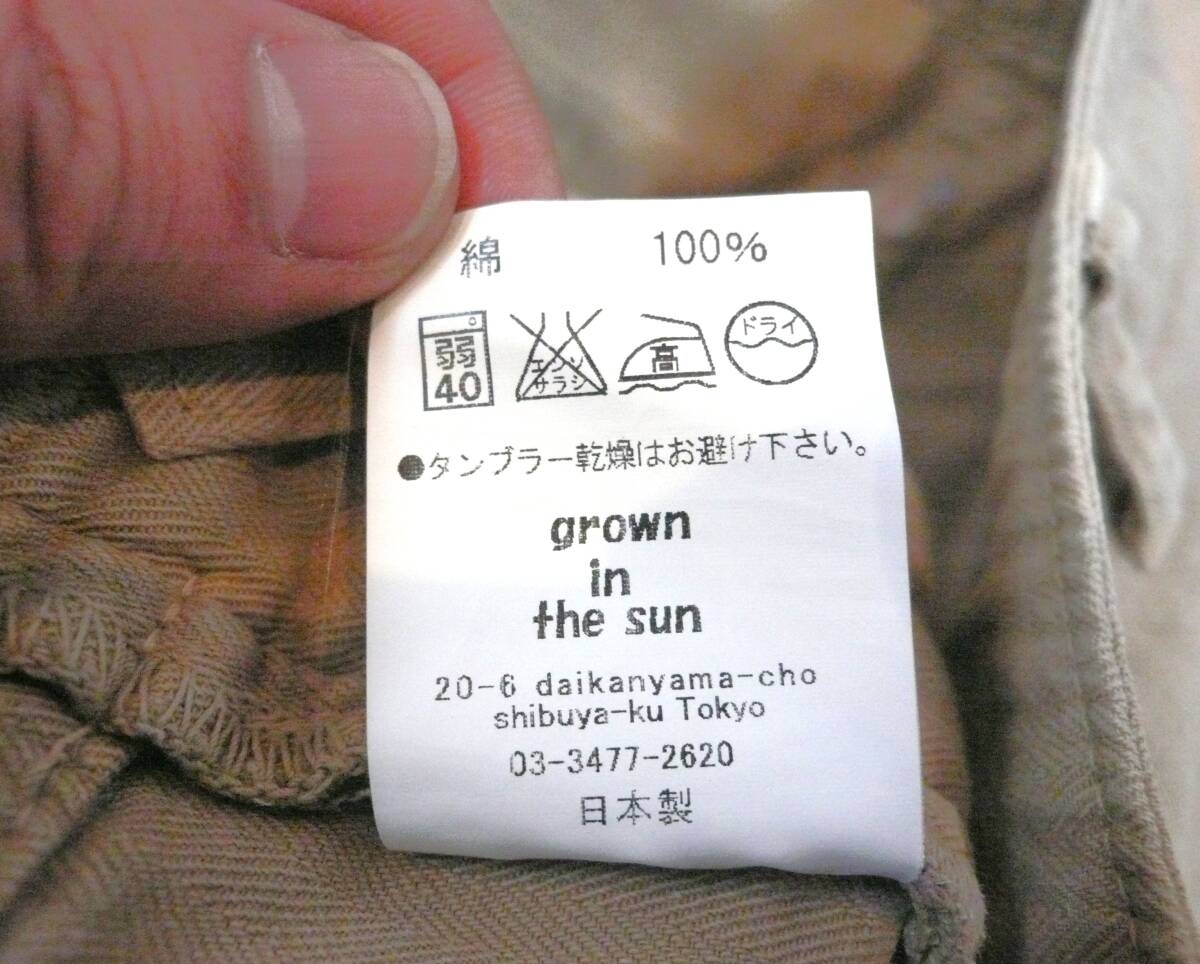 綿 100%
弱 エンソ 高 ドライ
40 サラシ
●タンブラー乾燥はお避け下さい。
grown
in
the sun
20-6 daikanyama-cho
shibuya-ku Tokyo
03-3477-2620
日本製